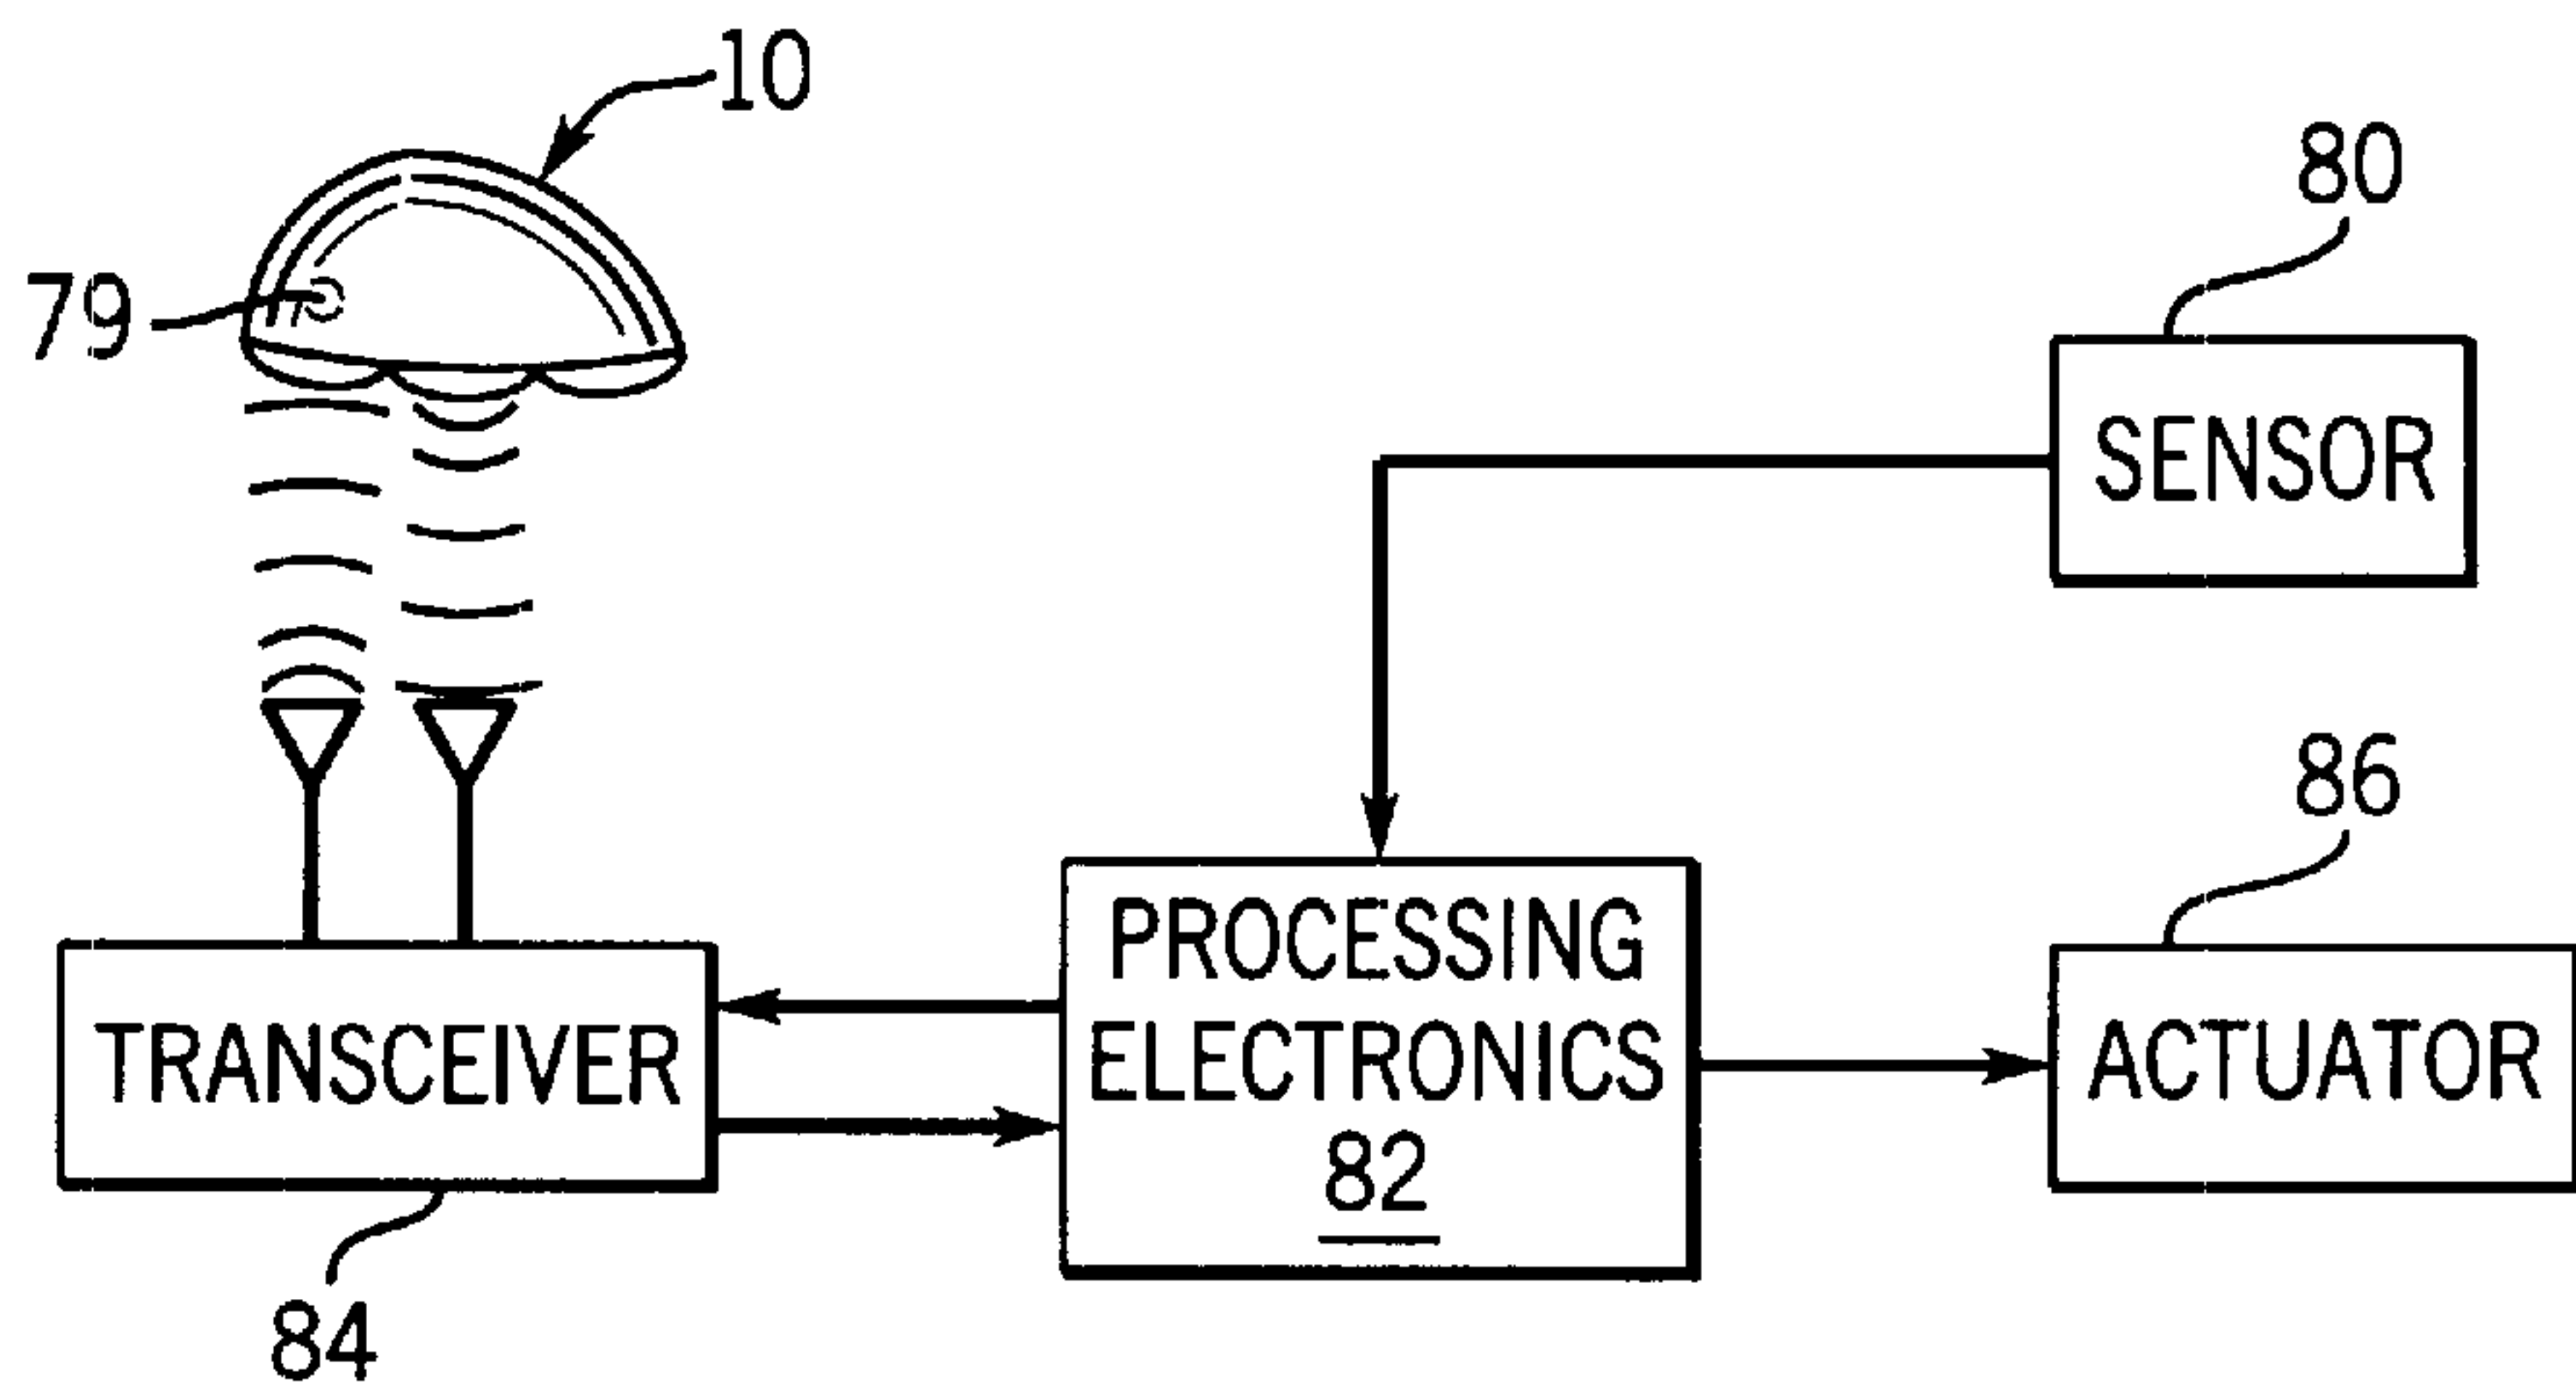 10
79
80
SENSOR
86
TRANSCEIVER
PROCESSING
ELECTRONICS
82
ACTUATOR
84